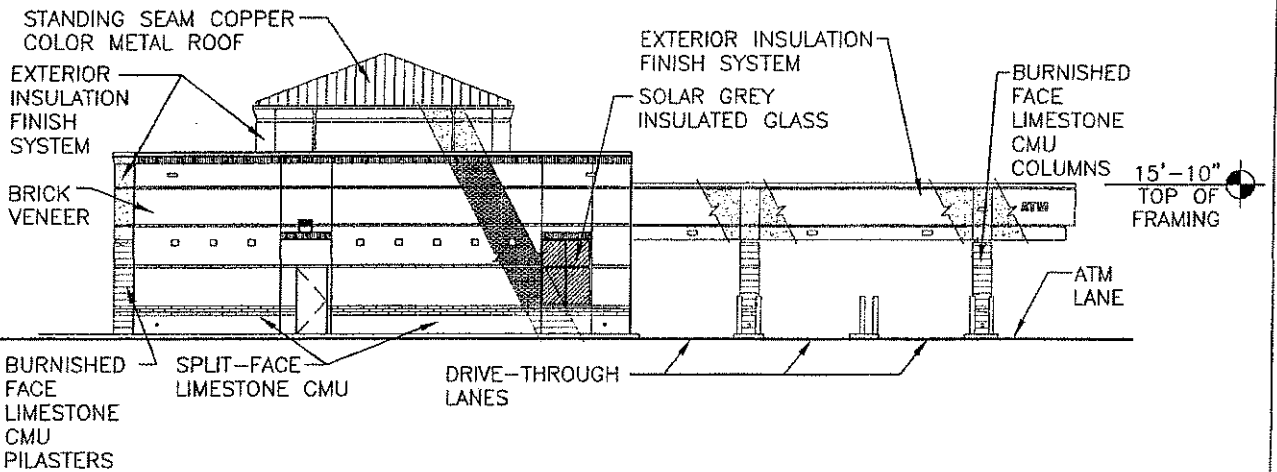 STANDING SEAM COPPER
COLOR METAL ROOF
EXTERIOR
INSULATION
FINISH
SYSTEM
BRICK
VENEER
EXTERIOR INSULATION
FINISH SYSTEM
SOLAR GREY
INSULATED GLASS
BURNISHED
FACE
LIMESTONE
CMU
COLUMNS
15'-10"
TOP OF
FRAMING
ATM
ATM
LANE
BURNISHED
FACE
LIMESTONE
CMU
PILASTERS
SPLIT-FACE
LIMESTONE CMU
DRIVE-THROUGH
LANES